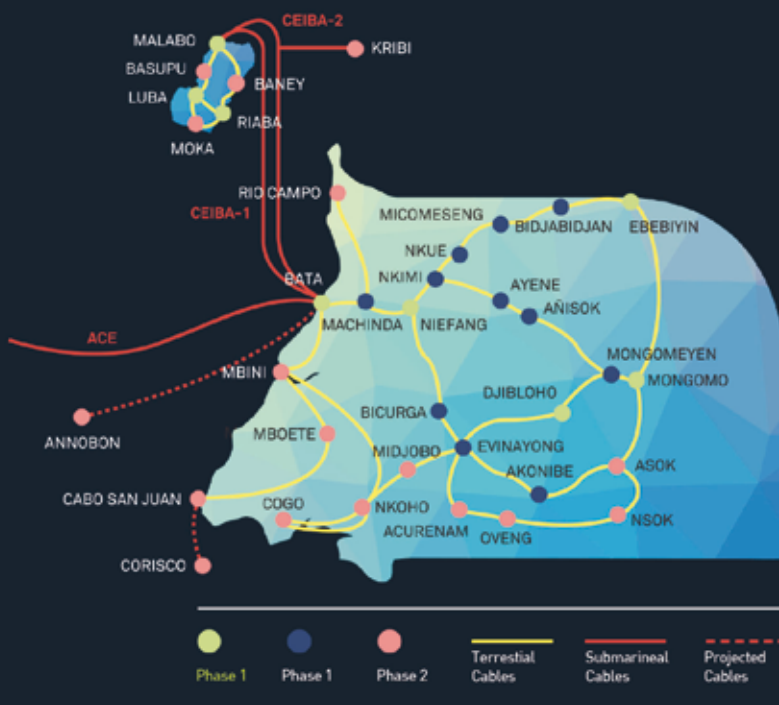 CEIBA-2
MALABO
KRIBI
BASUPU
BANEY
LUBA
RIABA
MOKA
RIO CAMPO
CEIBA-1
MICOMESENG
BIDJABIDJAN
EBEBIYIN
NKUE
NKIMI
BATA
AYENE
AÑISOK
MACHINDA
NIEFANG
ACE
MONGOMEYEN
MBINI
MONGOMO
DJIBLOHO
ANNOBON
BICURGA
MBOETE
MIDJOBO
EVINAYONG
AKONIBE
ASOK
CABO SAN JUAN
COGO
NKOHO
ACURENAM
OVENG
NSOK
CORISCO
Phase 1
Phase 1
Phase 2
Terrestial
Cables
Submarineal
Cables
Projected
Cables